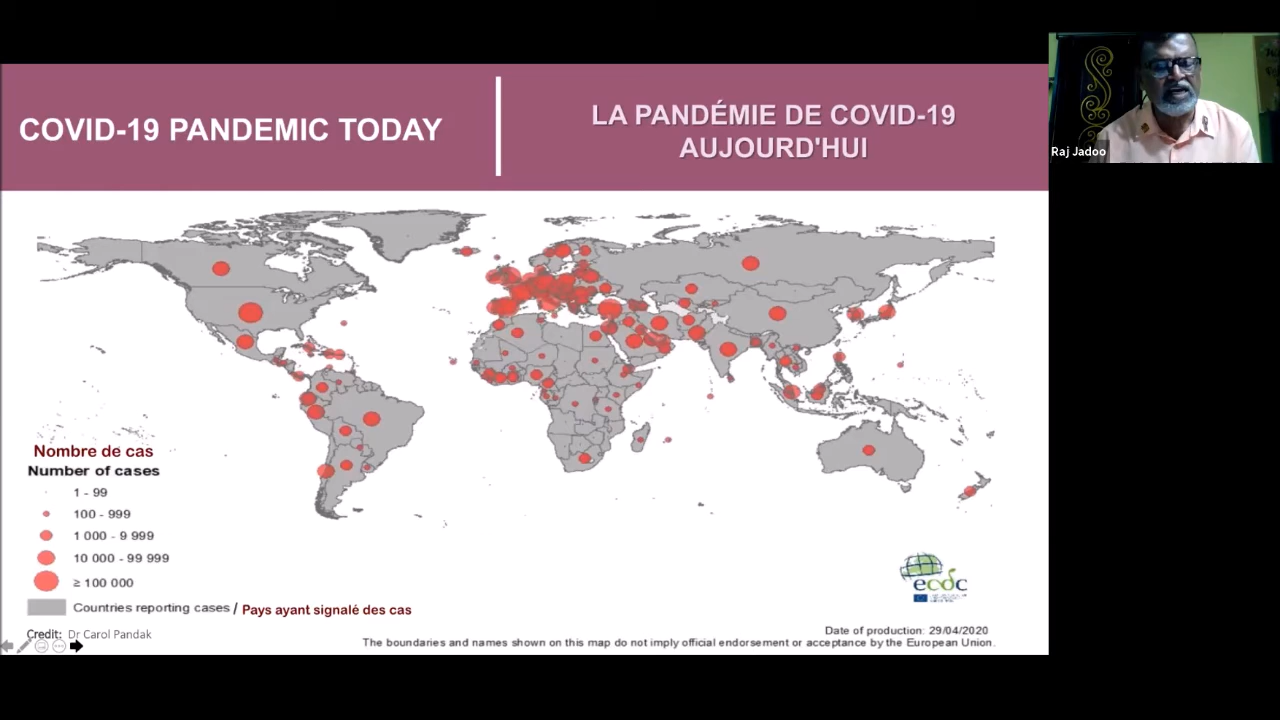 COVID-19 PANDEMIC TODAY
LA PANDÉMIE DE COVID-19
AUJOURD'HUI
Raj Jadoo
Nombre de cas
Number of cases
1 - 99
100 - 999
1 000 - 9 999
10 000 - 99 999
≥ 100 000
Countries reporting cases / Pays ayant signalé des cas
Credit: Dr Carol Pandak
ecdc
Date of production: 29/04/2020
The boundaries and names shown on this map do not imply official endorsement or acceptance by the European Union.